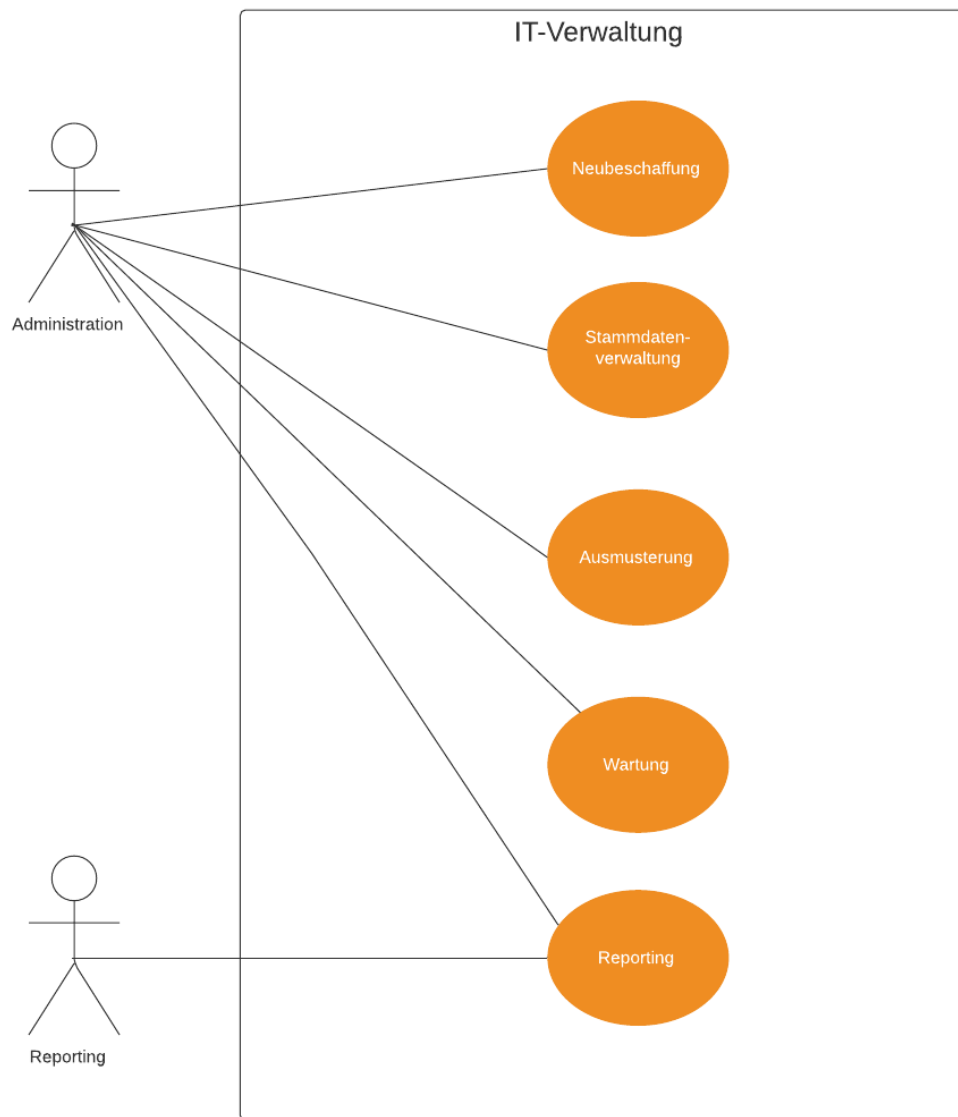 IT-Verwaltung
Neubeschaffung
Administration
Stammdaten-
verwaltung
Ausmusterung
Wartung
Reporting
Reporting